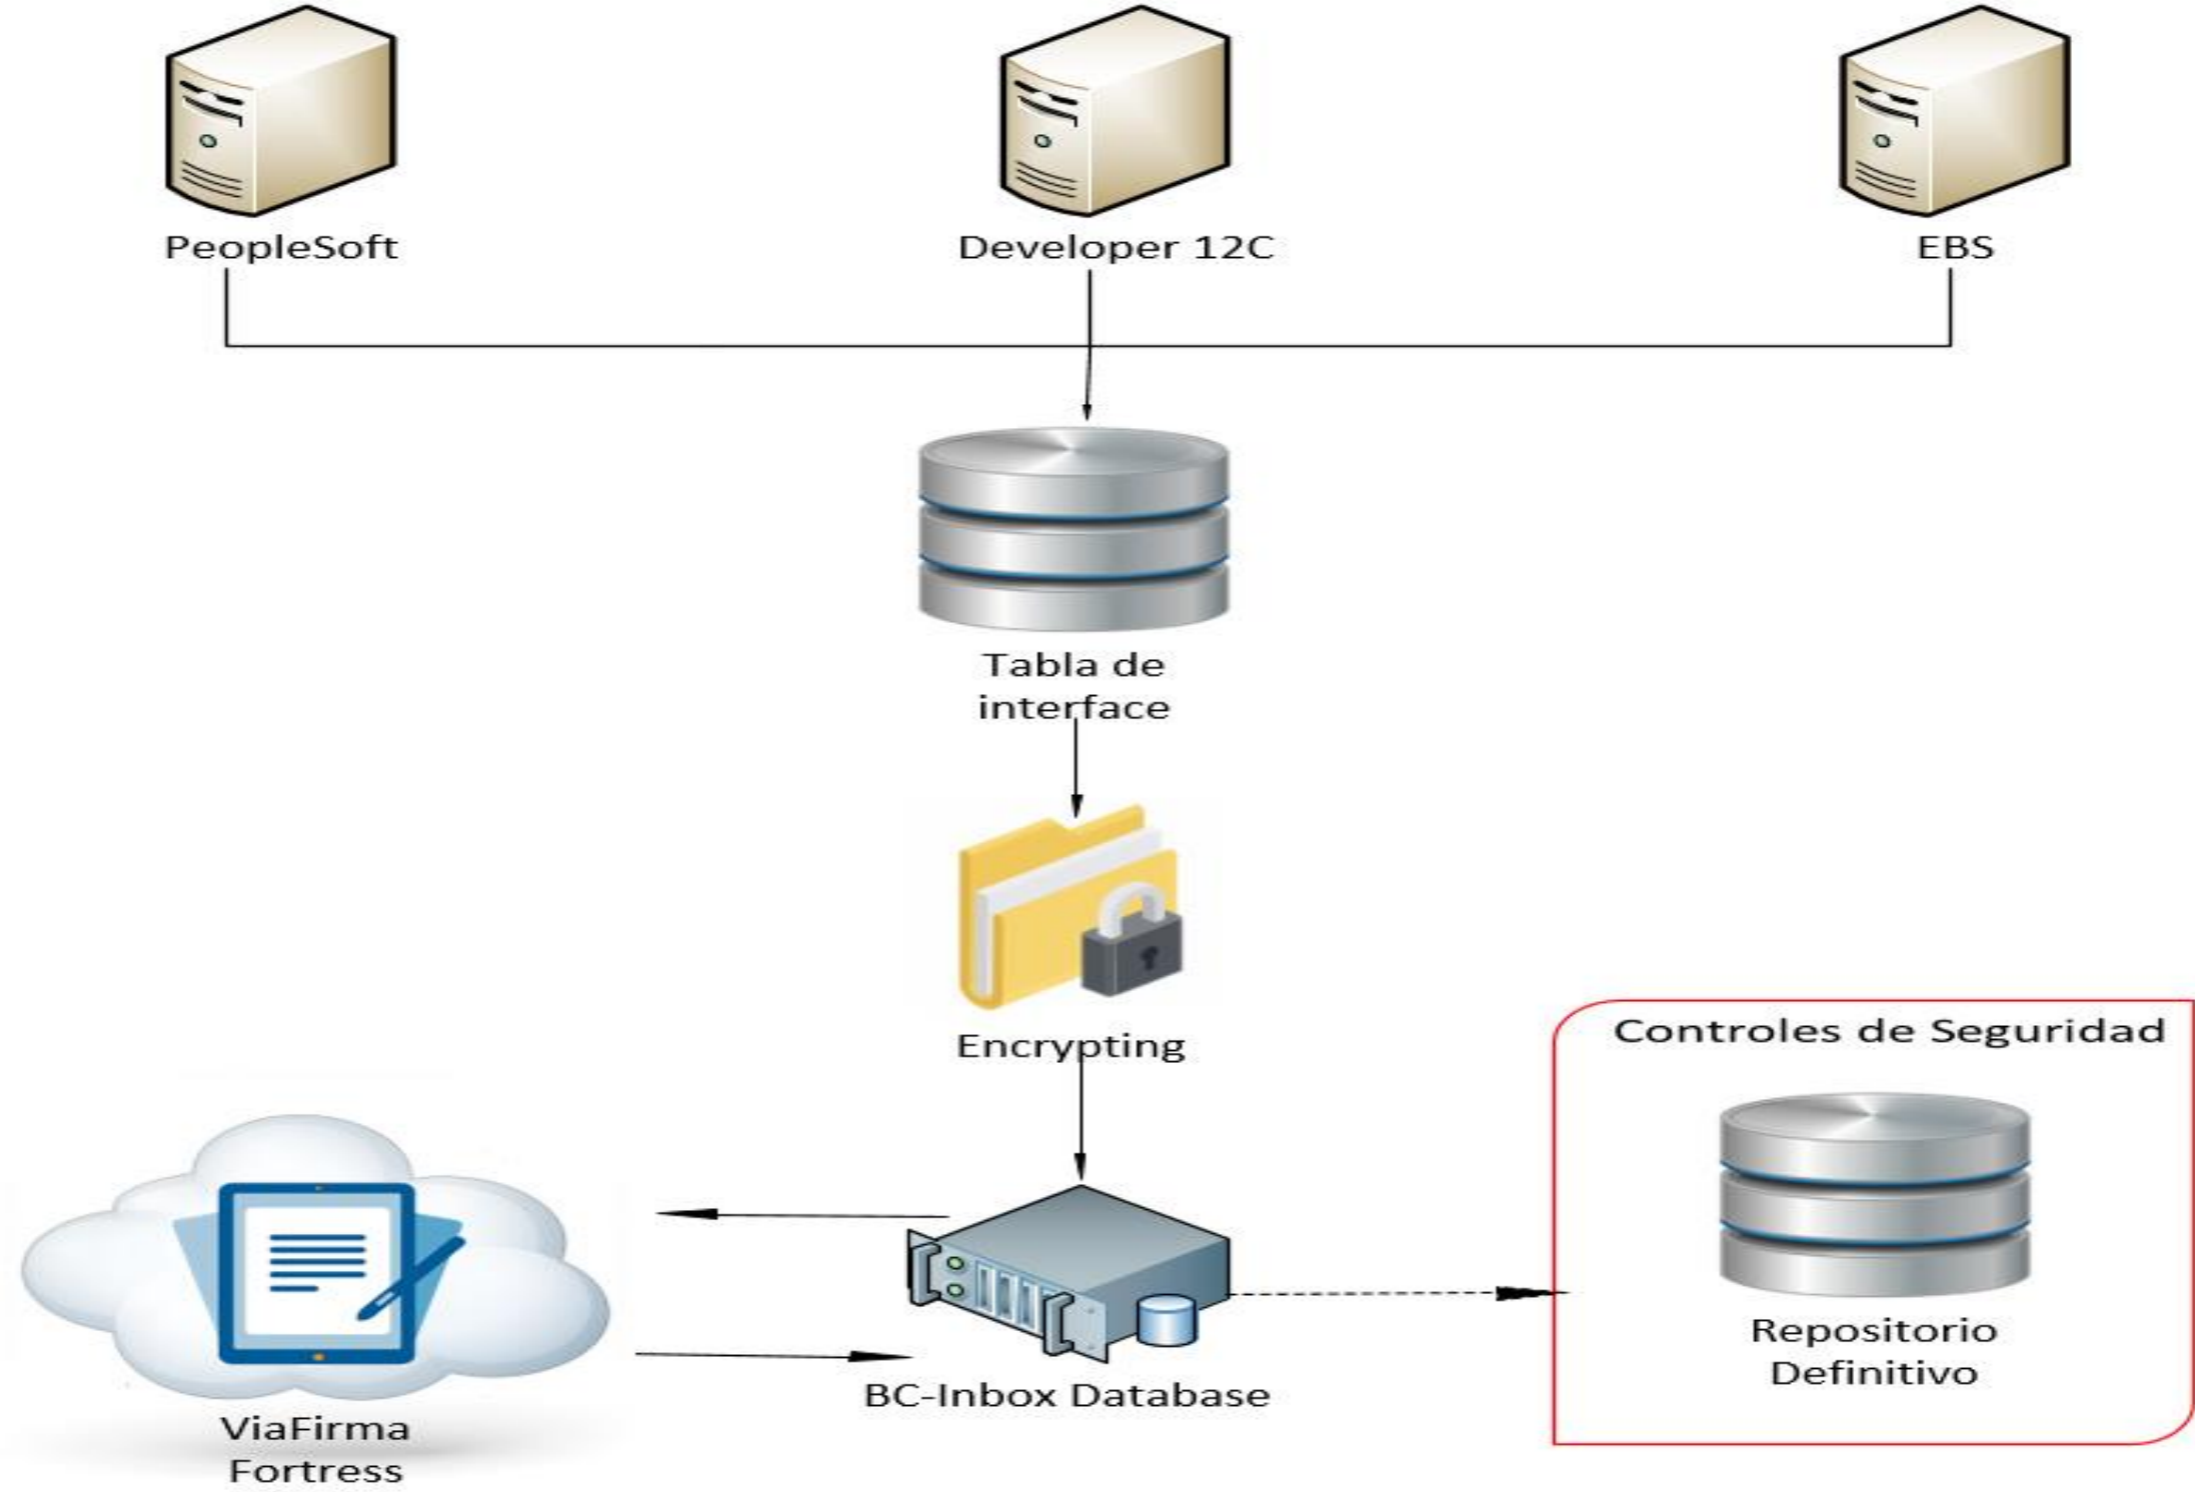 PeopleSoft
Developer 12C
EBS
Tabla de
interface
Encrypting
Controles de Seguridad
Repositorio
Definitivo
BC-Inbox Database
ViaFirma
Fortress